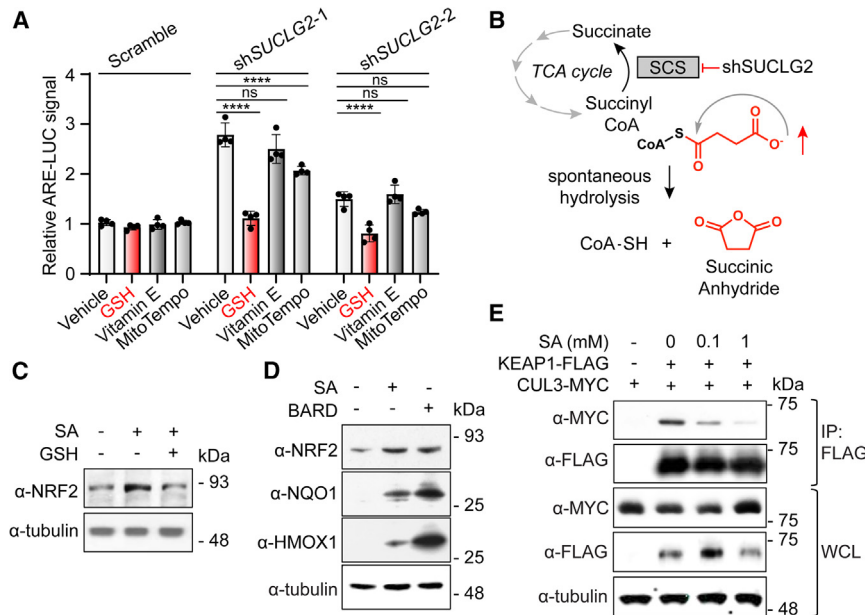 A
Scramble
shSUCLG2-1
shSUCLG2-2
Relative ARE-LUC signal
4
3
2
1
0
****
ns
****
ns
ns
****
Vehicle
GSH
Vitamin E
MitoTempo
Vehicle
GSH
Vitamin E
MitoTempo
Vehicle
GSH
Vitamin E
MitoTempo
B
Succinate
TCA cycle
SCS
shSUCLG2
Succinyl
CoA
CoA S O O O-
spontaneous
hydrolysis
CoA-SH +
O O O
Succinic
Anhydride
C
SA - + +
GSH - - + kDa
α-NRF2 - 93
α-tubulin - 48
D
SA - + -
BARD - - + kDa
α-NRF2 - 93
α-NQO1 - 25
α-HMOX1 - 25
α-tubulin - 48
E
SA (mM) - 0 0.1 1
KEAP1-FLAG - + + +
CUL3-MYC + + + + kDa
α-MYC - 75
α-FLAG - 75
IP:
FLAG
α-MYC - 75
α-FLAG - 75
α-tubulin - 48
WCL